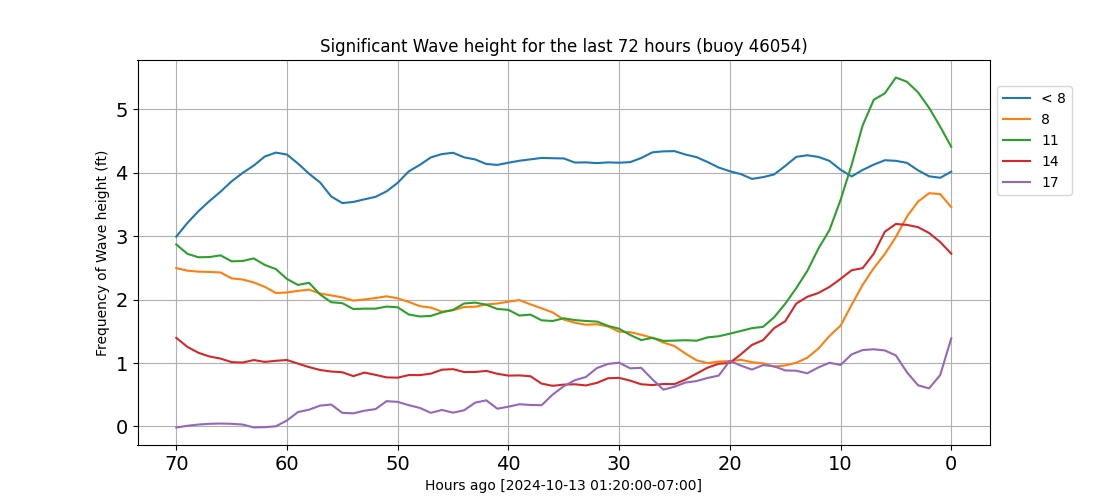 Significant Wave height for the last 72 hours (buoy 46054)
Frequency of Wave height (ft)
5
4
3
2
1
0
70 60 50 40 30 20 10 0
Hours ago [2024-10-13 01:20:00-07:00]
< 8
8
11
14
17